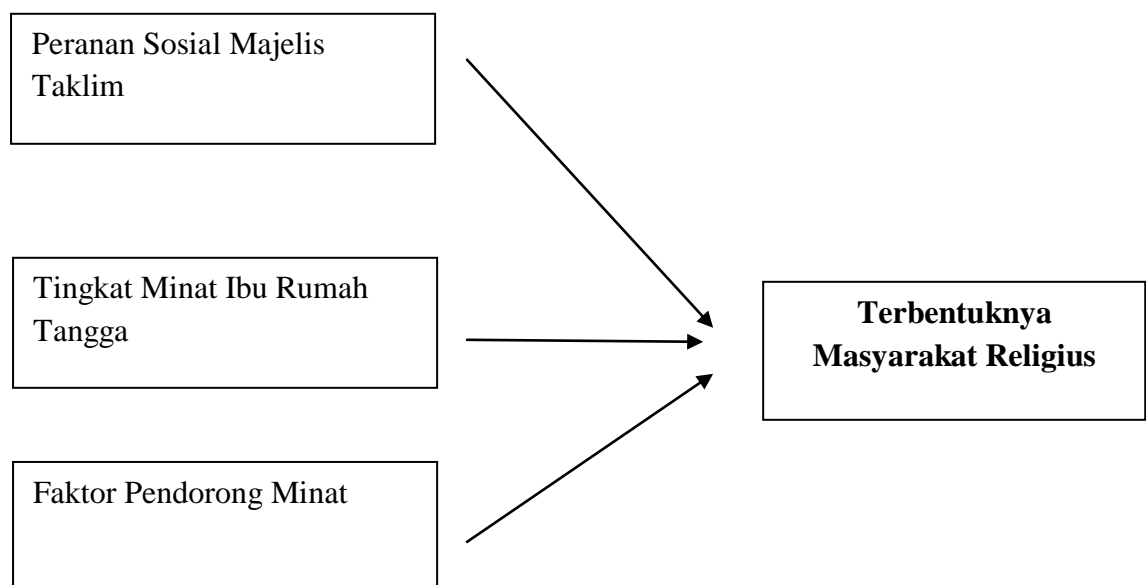 Peranan Sosial Majelis
Taklim
Tingkat Minat Ibu Rumah
Tangga
Terbentuknya
Masyarakat Religius
Faktor Pendorong Minat